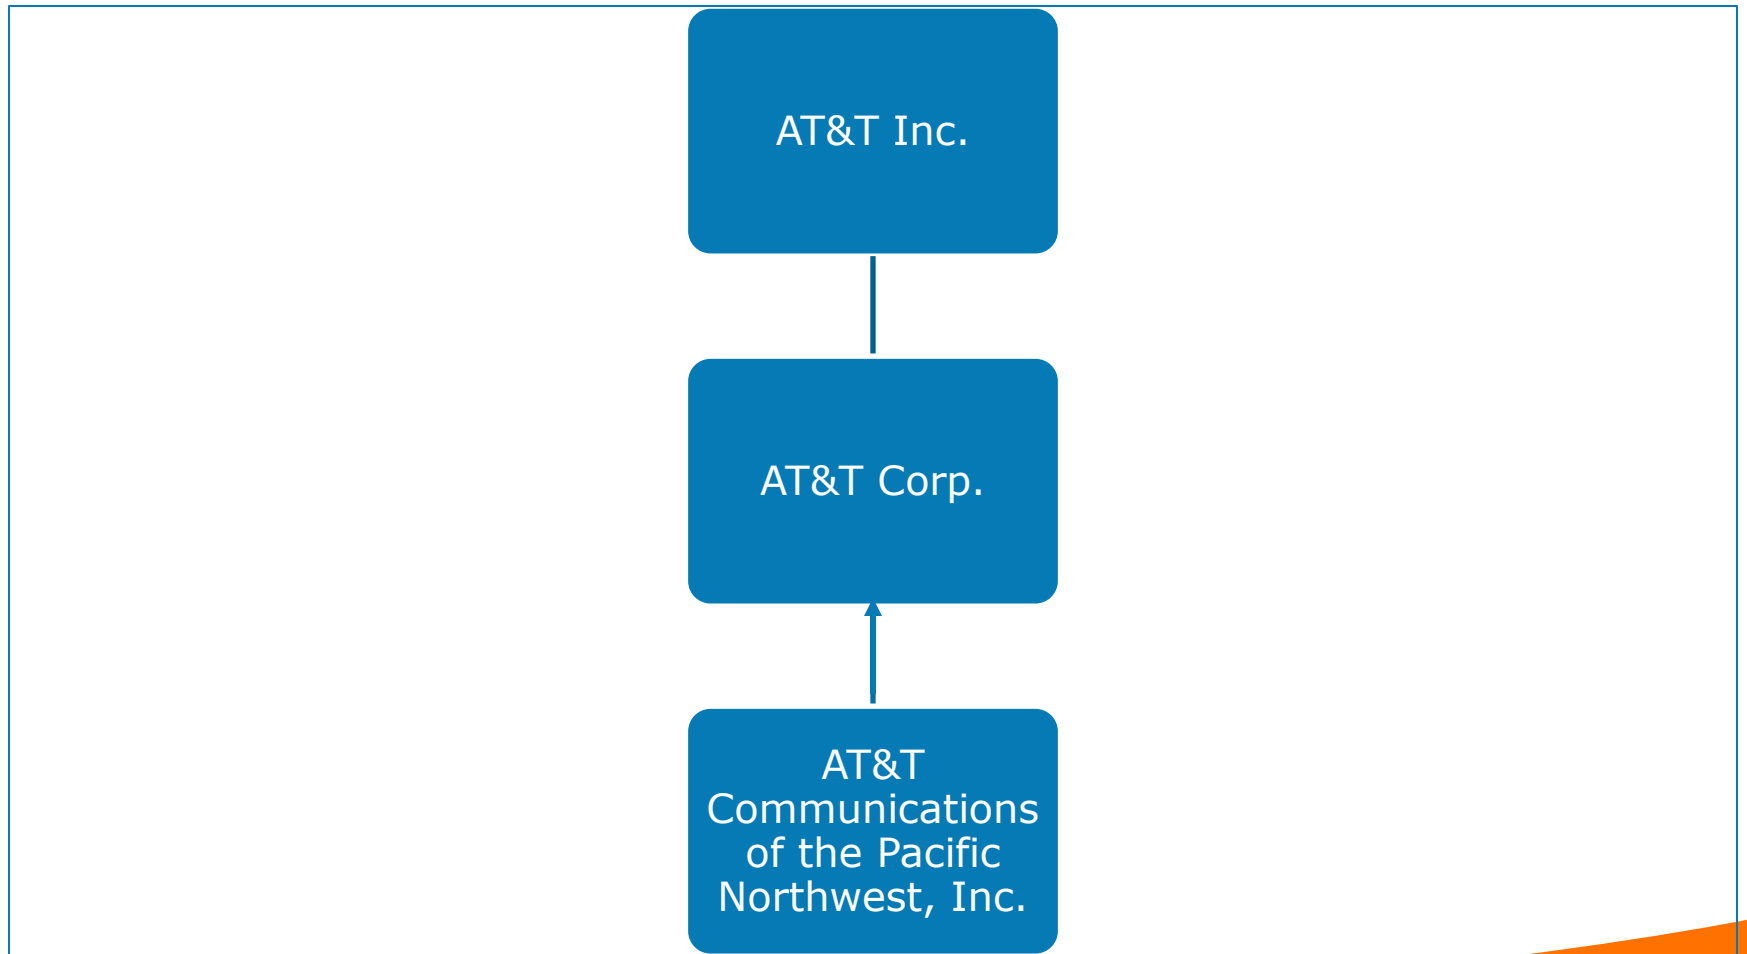 AT&T Inc.
AT&T Corp.
AT&T
Communications
of the Pacific
Northwest, Inc.